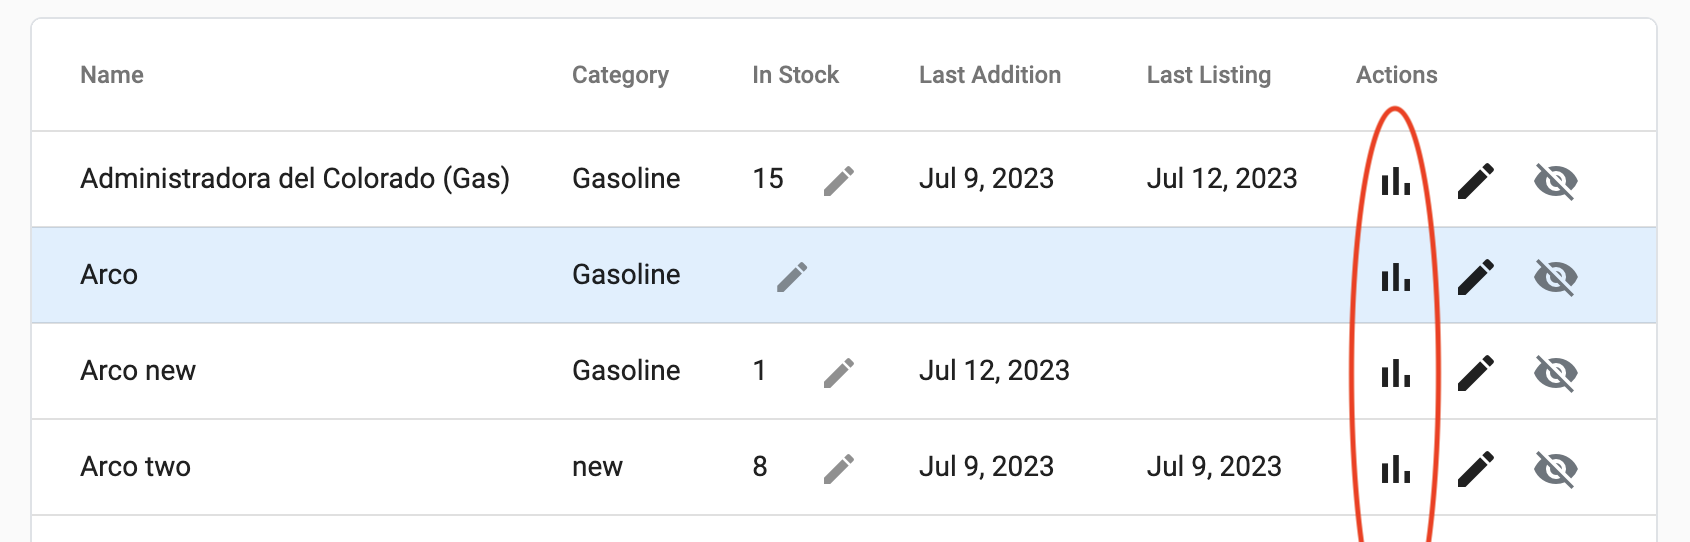 Name Category In Stock Last Addition Last Listing Actions
Administradora del Colorado (Gas) Gasoline 15 Jul 9, 2023 Jul 12, 2023
Arco Gasoline
Arco new Gasoline 1 Jul 12, 2023
Arco two new 8 Jul 9, 2023 Jul 9, 2023